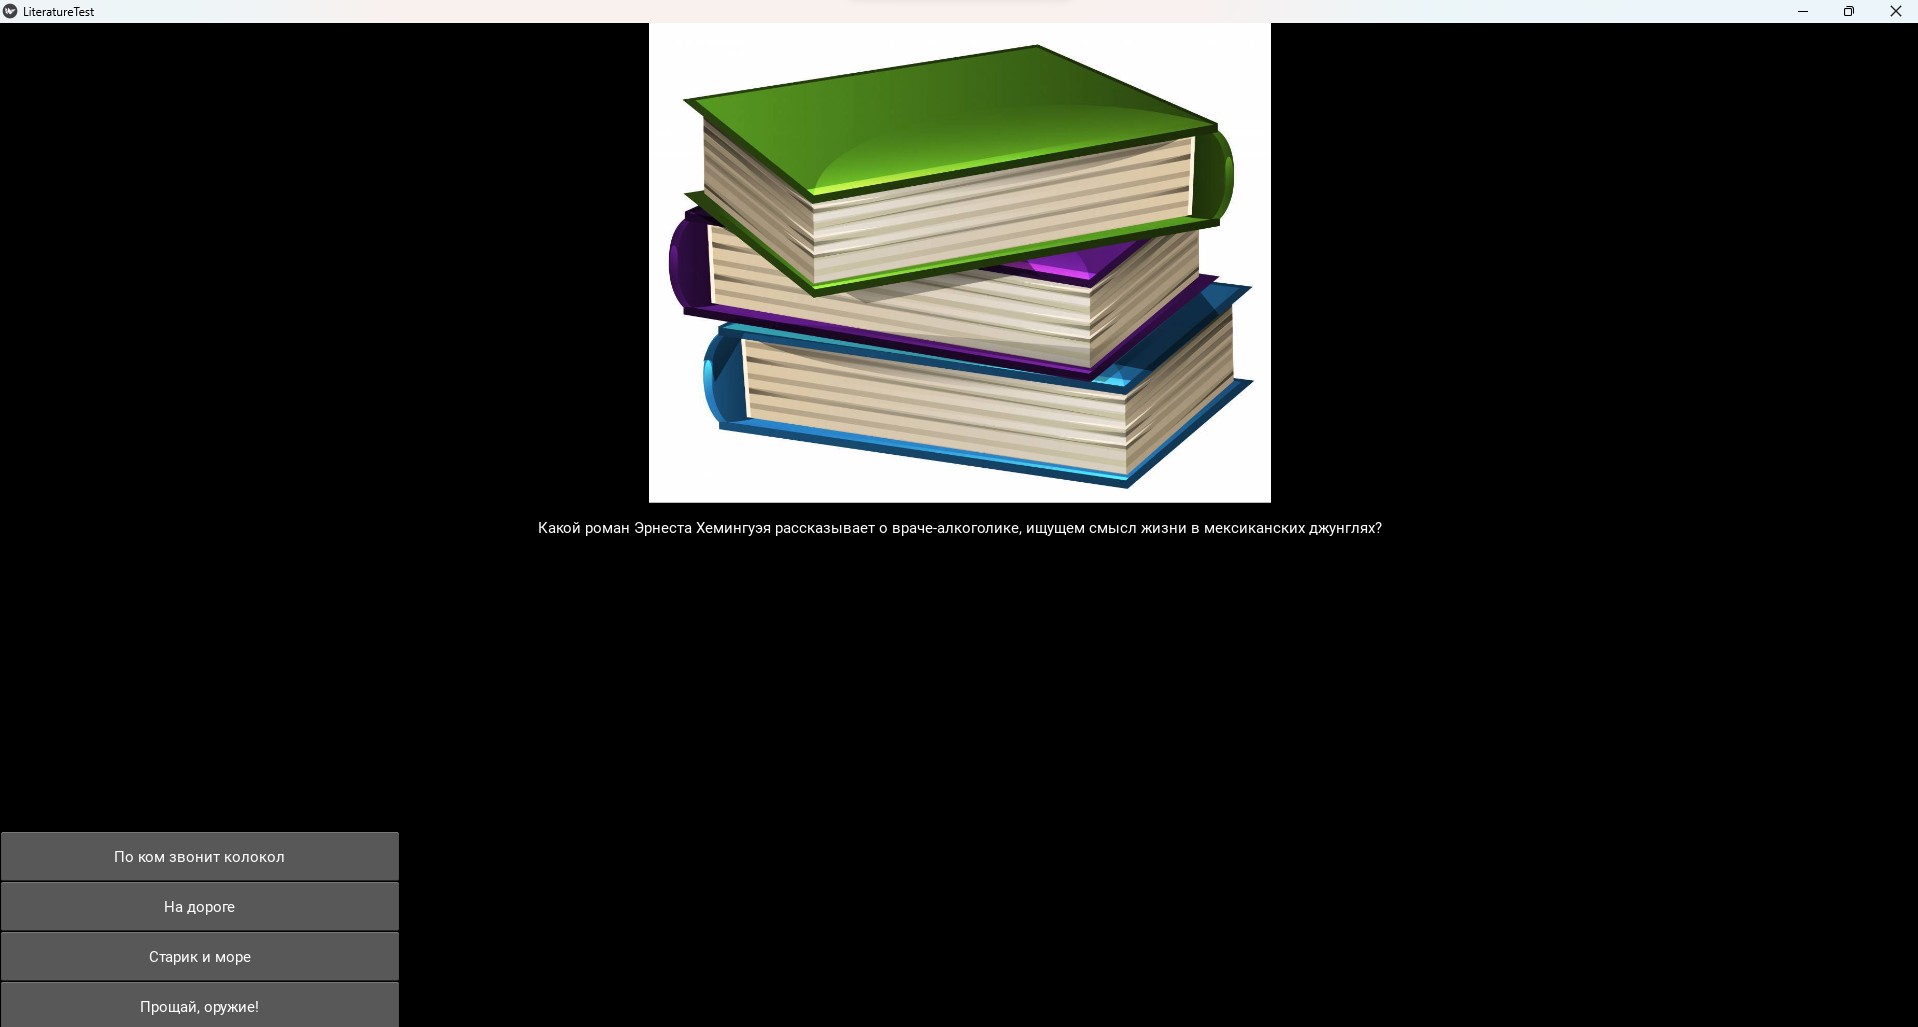 LiteratureTest
Какой роман Эрнеста Хемингуэя рассказывает о враче-алкоголике, ищущем смысл жизни в мексиканских джунглях?
По ком звонит колокол
На дороге
Старик и море
Прощай, оружие!